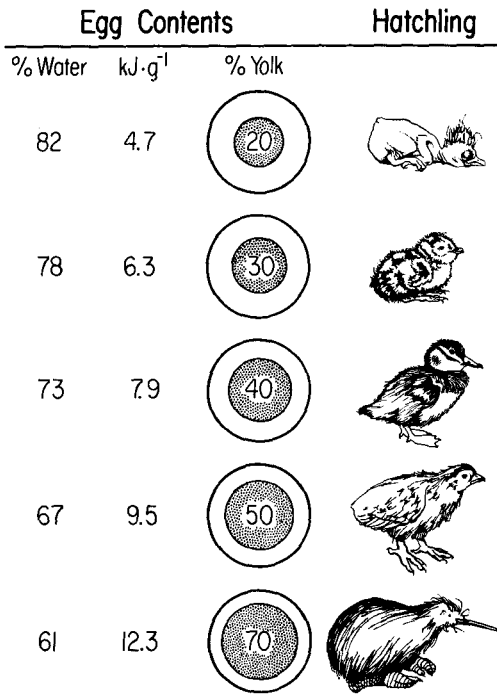 Egg Contents Hatchling
% Water kJ·g⁻¹ % Yolk
82 4.7 20
78 6.3 30
73 7.9 40
67 9.5 50
61 12.3 70